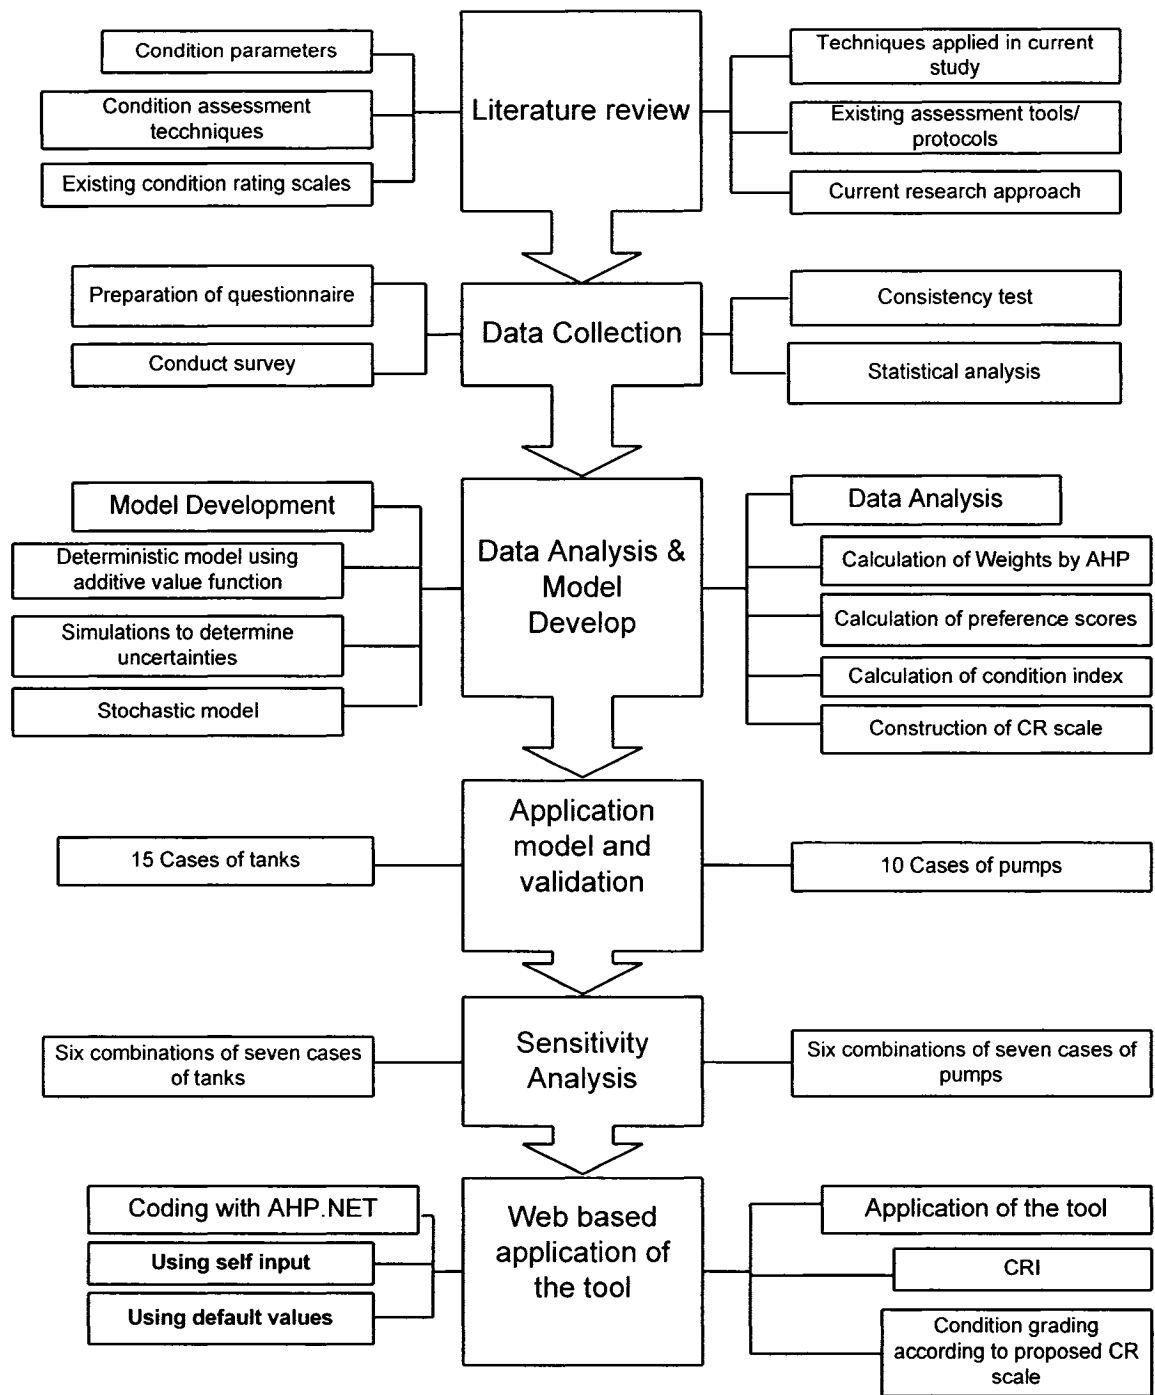 Condition parameters
Condition assessment
tecchniques
Existing condition rating scales
Literature review
Techniques applied in current
study
Existing assessment tools/
protocols
Current research approach
Preparation of questionnaire
Conduct survey
Data Collection
Consistency test
Statistical analysis
Model Development
Deterministic model using
additive value function
Simulations to determine
uncertainties
Stochastic model
Data Analysis &
Model
Develop
Data Analysis
Calculation of Weights by AHP
Calculation of preference scores
Calculation of condition index
Construction of CR scale
15 Cases of tanks
Application
model and
validation
10 Cases of pumps
Six combinations of seven cases
of tanks
Sensitivity
Analysis
Six combinations of seven cases of
pumps
Coding with AHP.NET
Using self input
Using default values
Web based
application of
the tool
Application of the tool
CRI
Condition grading
according to proposed CR
scale